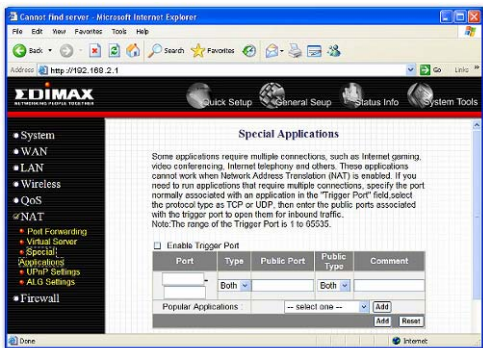 Cannot find server - Microsoft Internet Explorer
File Edit View Favorites Tools Help
Back Search Favorites
Address http://192.168.2.1 Go Links »
EDIMAX
NETWORKING PEOPLE TOGETHER
Quick Setup General Seup Status Info System Tools
System
WAN
LAN
Wireless
QoS
NAT
Port Forwarding
Virtual Server
Special
Applications
UPnP Settings
ALG Settings
Firewall
Special Applications
Some applications require multiple connections, such as Internet gaming,
video conferencing, Internet telephony and others. These applications
cannot work when Network Address Translation (NAT) is enabled. If you
need to run applications that require multiple connections, specify the port
normally associated with an application in the "Trigger Port" field,select
the protocol type as TCP or UDP, then enter the public ports associated
with the trigger port to open them for inbound traffic.
Note:The range of the Trigger Port is 1 to 65535.
Enable Trigger Port
Port Type Public Port Public Type Comment
- Both Both
Popular Applications : -- select one -- Add
Add Reset
Done Internet